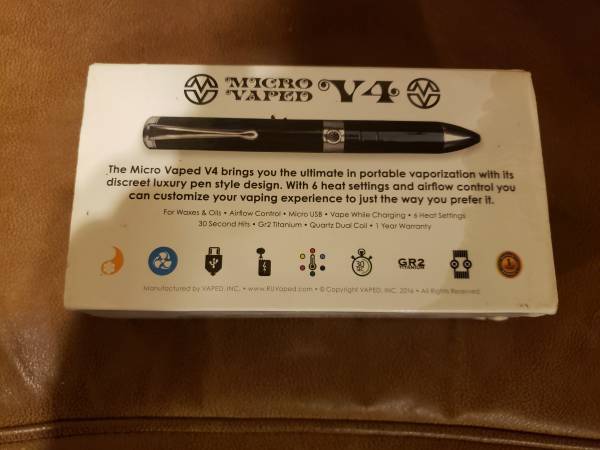 MICRO VAPED V4
The Micro Vaped V4 brings you the ultimate in portable vaporization with its
discreet luxury pen style design. With 6 heat settings and airflow control you
can customize your vaping experience to just the way you prefer it.
For Waxes & Oils • Airflow Control • Micro USB • Vape While Charging • 6 Heat Settings
30 Second Hits • Gr2 Titanium • Quartz Dual Coil • 1 Year Warranty
30
GR2
TITANIUM
Manufactured by VAPED, INC. • www.RUVaped.com • © Copyright VAPED, INC. 2016 • All Rights Reserved.